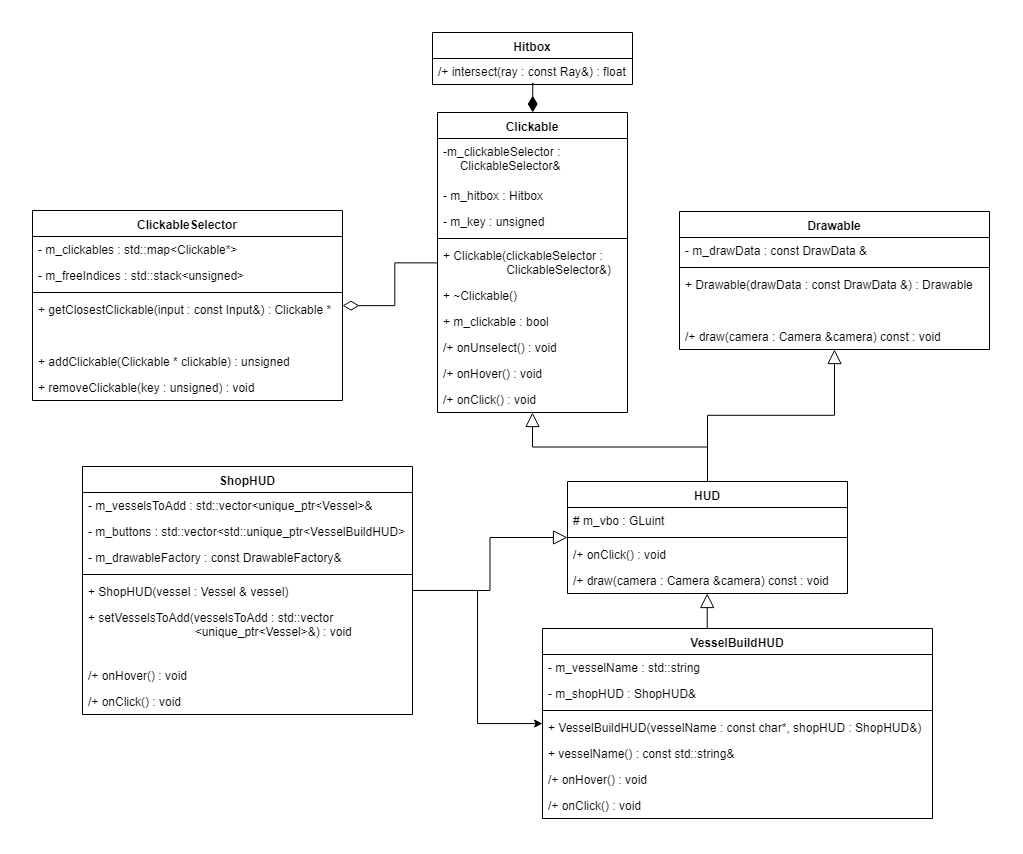 Hitbox
/+ intersect(ray : const Ray&) : float
Clickable
-m_clickableSelector :
ClickableSelector&
- m_hitbox : Hitbox
- m_key : unsigned
+ Clickable(clickableSelector :
ClickableSelector&)
+ ~Clickable()
+ m_clickable : bool
/+ onUnselect() : void
/+ onHover() : void
/+ onClick() : void
ClickableSelector
- m_clickables : std::map<Clickable*>
- m_freeIndices : std::stack<unsigned>
+ getClosestClickable(input : const Input&) : Clickable *
+ addClickable(Clickable * clickable) : unsigned
+ removeClickable(key : unsigned) : void
Drawable
- m_drawData : const DrawData &
+ Drawable(drawData : const DrawData &) : Drawable
/+ draw(camera : Camera &camera) const : void
ShopHUD
- m_vesselsToAdd : std::vector<unique_ptr<Vessel>&
- m_buttons : std::vector<std::unique_ptr<VesselBuildHUD>
- m_drawableFactory : const DrawableFactory&
+ ShopHUD(vessel : Vessel & vessel)
+ setVesselsToAdd(vesselsToAdd : std::vector
<unique_ptr<Vessel>&) : void
/+ onHover() : void
/+ onClick() : void
HUD
# m_vbo : GLuint
/+ onClick() : void
/+ draw(camera : Camera &camera) const : void
VesselBuildHUD
- m_vesselName : std::string
- m_shopHUD : ShopHUD&
+ VesselBuildHUD(vesselName : const char*, shopHUD : ShopHUD&)
+ vesselName() : const std::string&
/+ onHover() : void
/+ onClick() : void